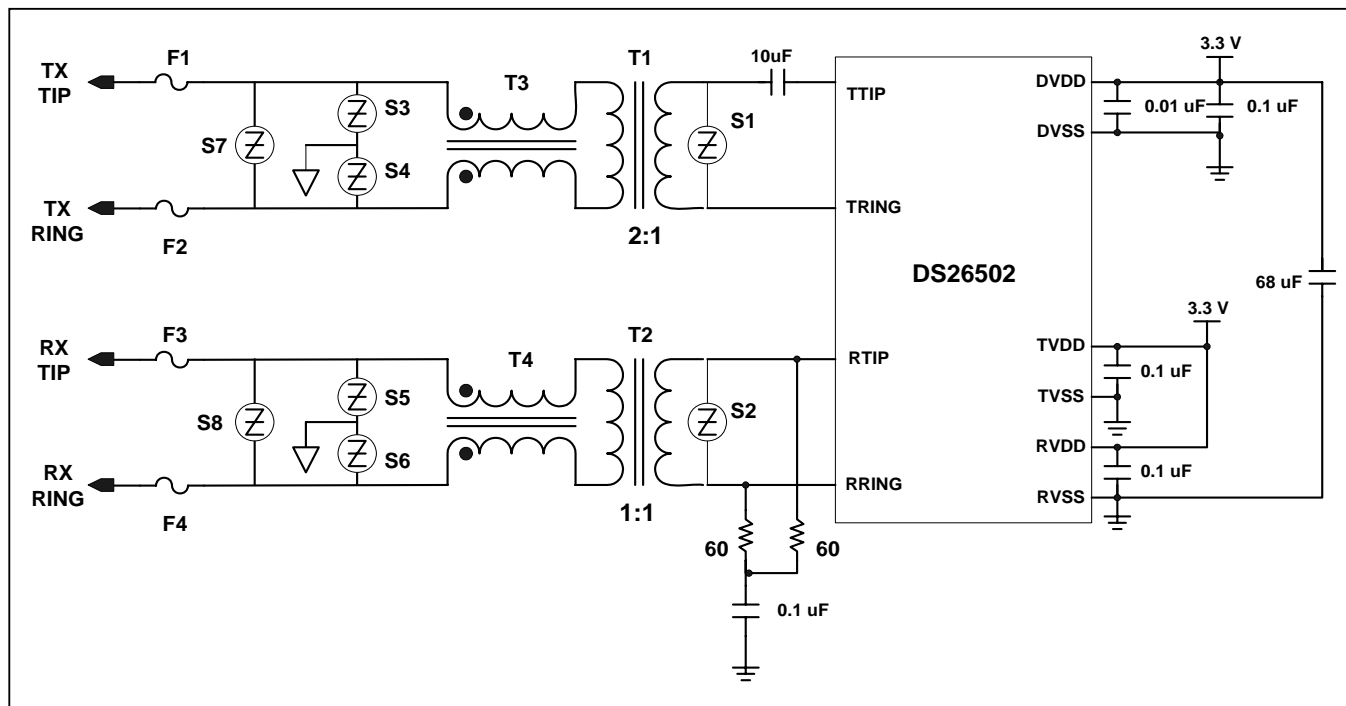 F1
TX
TIP
T3
T1
10uF
S3
S7
S4
S1
TX
RING
F2
2:1
TTIP
TRING
DS26502
DVDD
DVSS
3.3 V
0.01 uF
0.1 uF
68 uF
F3
RX
TIP
T4
T2
S5
S8
S6
S2
RX
RING
F4
1:1
RTIP
RRING
60
60
0.1 uF
3.3 V
TVDD
0.1 uF
TVSS
RVDD
0.1 uF
RVSS